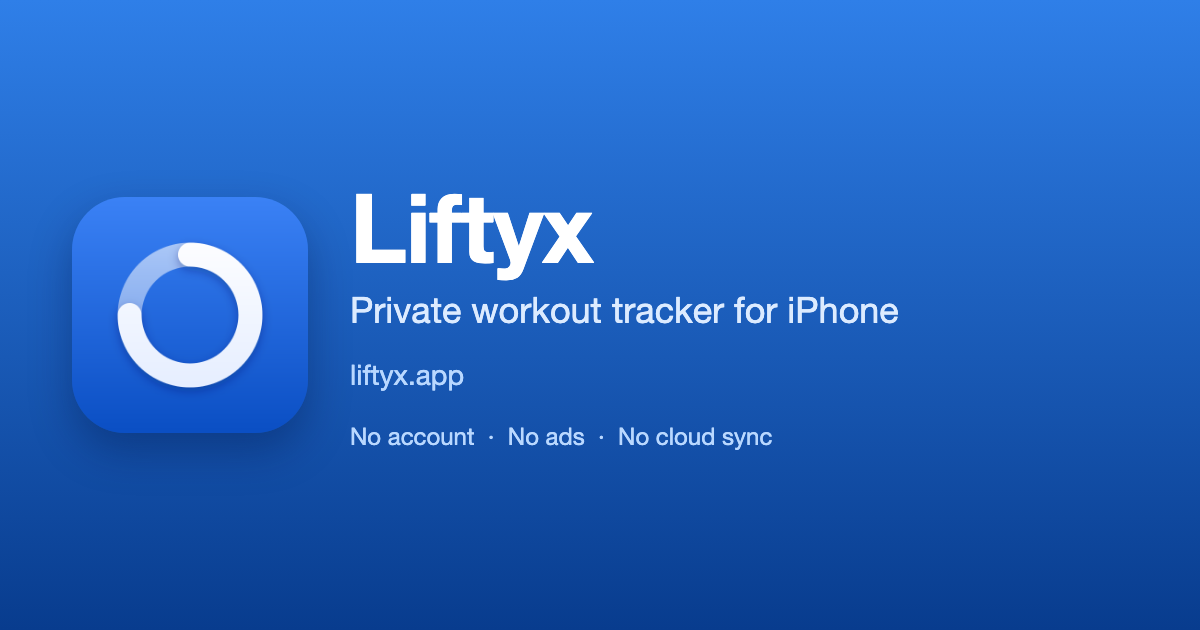 Liftyx
Private workout tracker for iPhone
liftyx.app
No account · No ads · No cloud sync